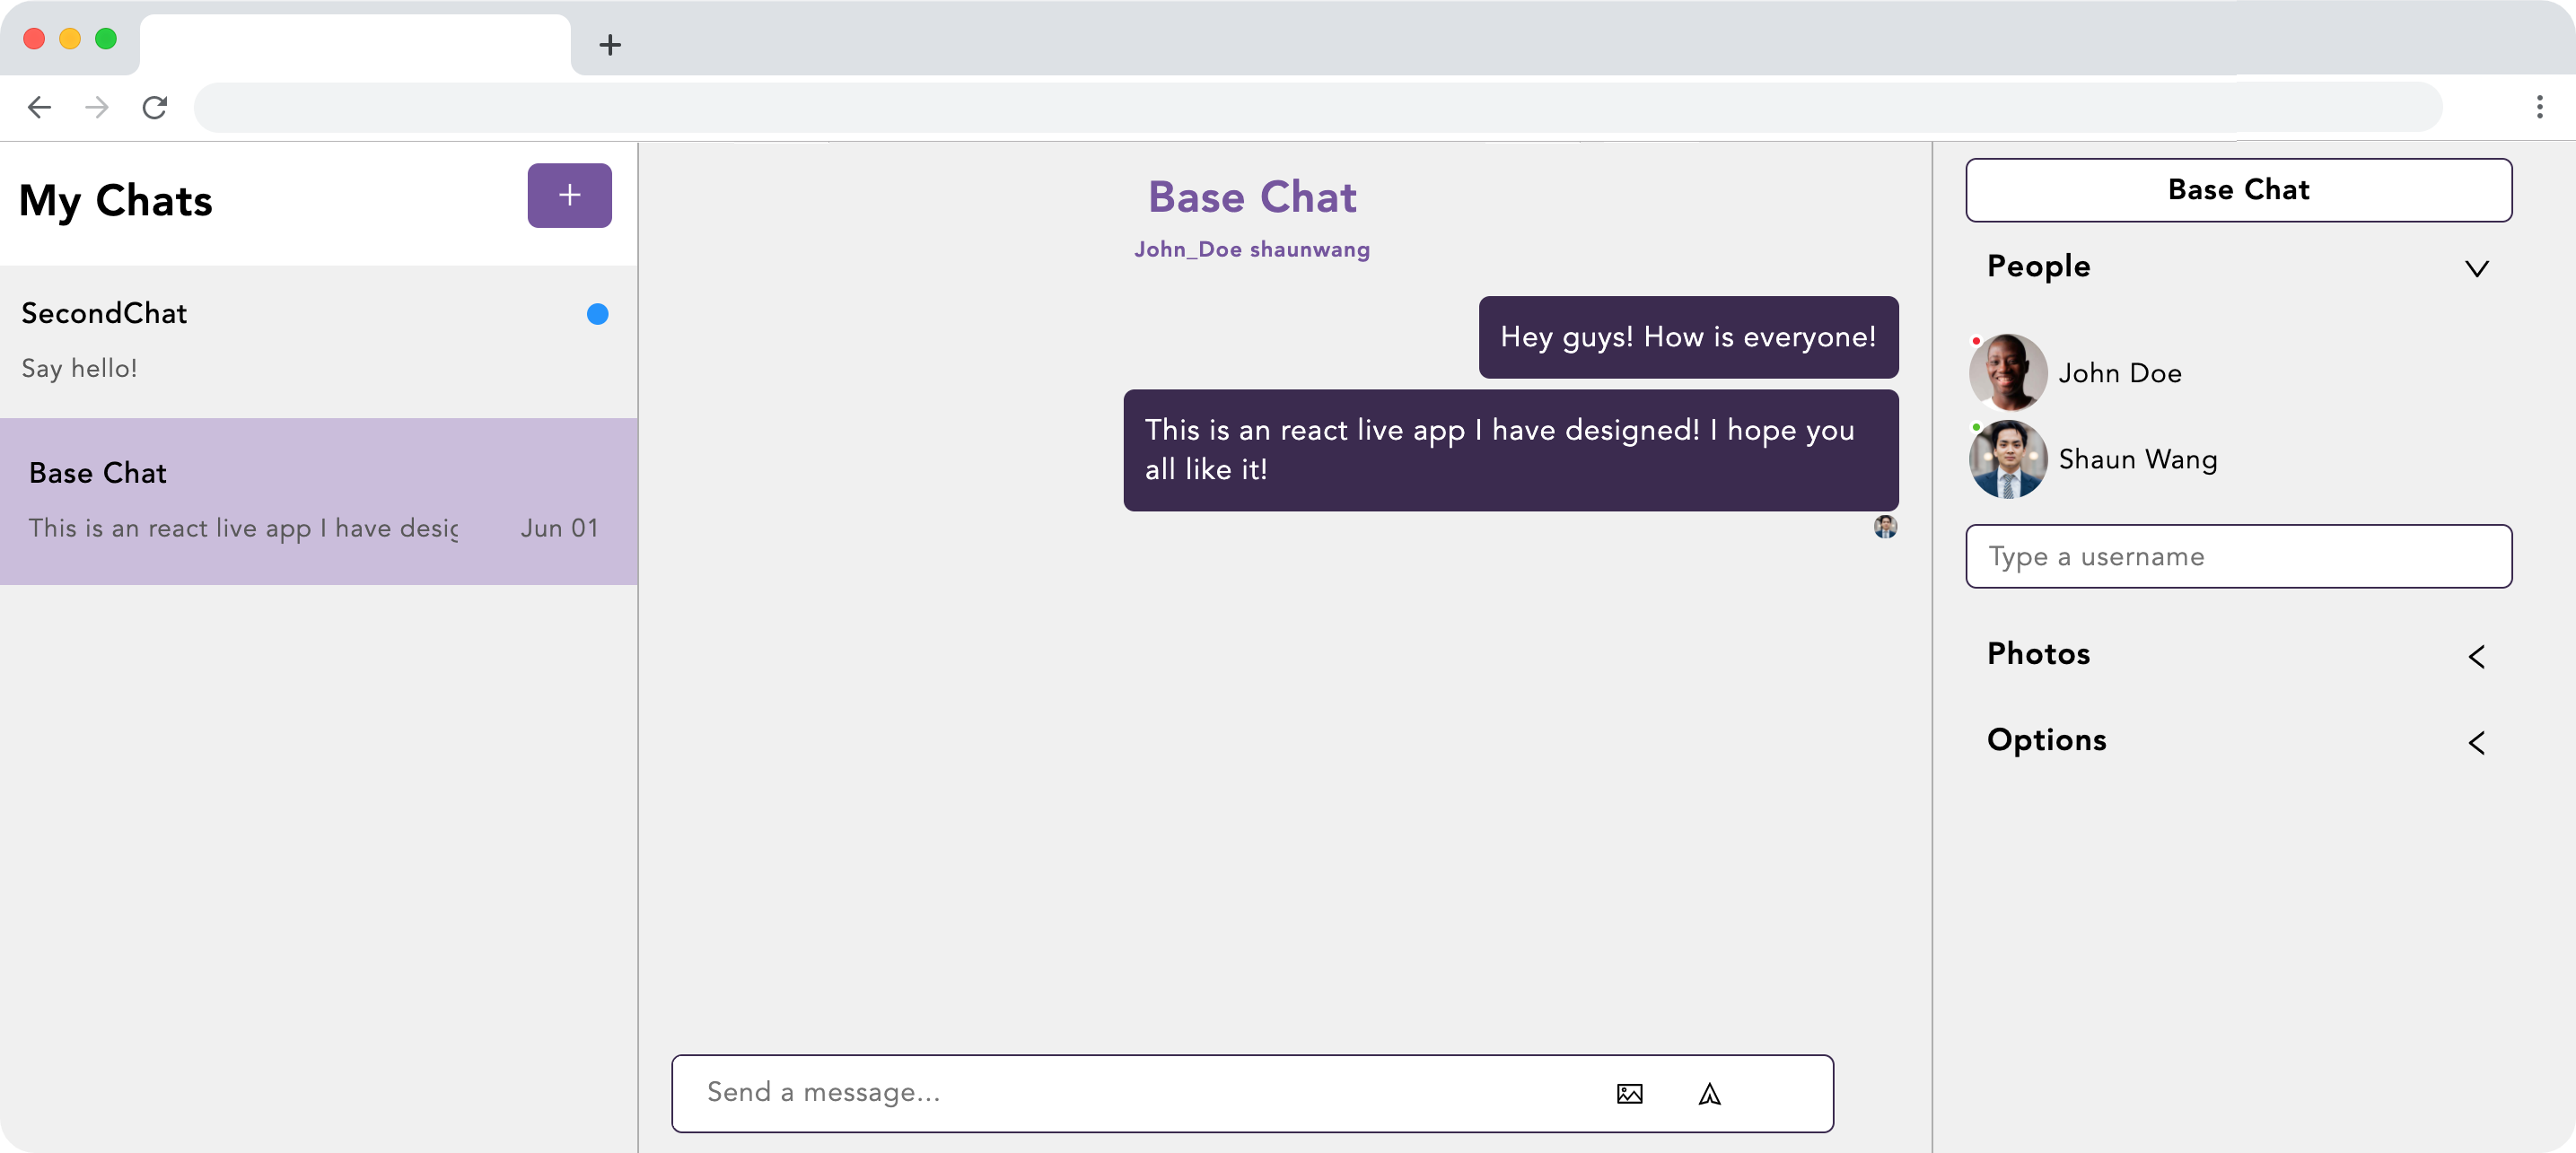 My Chats
SecondChat
Say hello!
Base Chat
This is an react live app I have desig
Jun 01
Base Chat
John_Doe shaunwang
Hey guys! How is everyone!
This is an react live app I have designed! I hope you
all like it!
Send a message...
Base Chat
People
John Doe
Shaun Wang
Type a username
Photos
Options